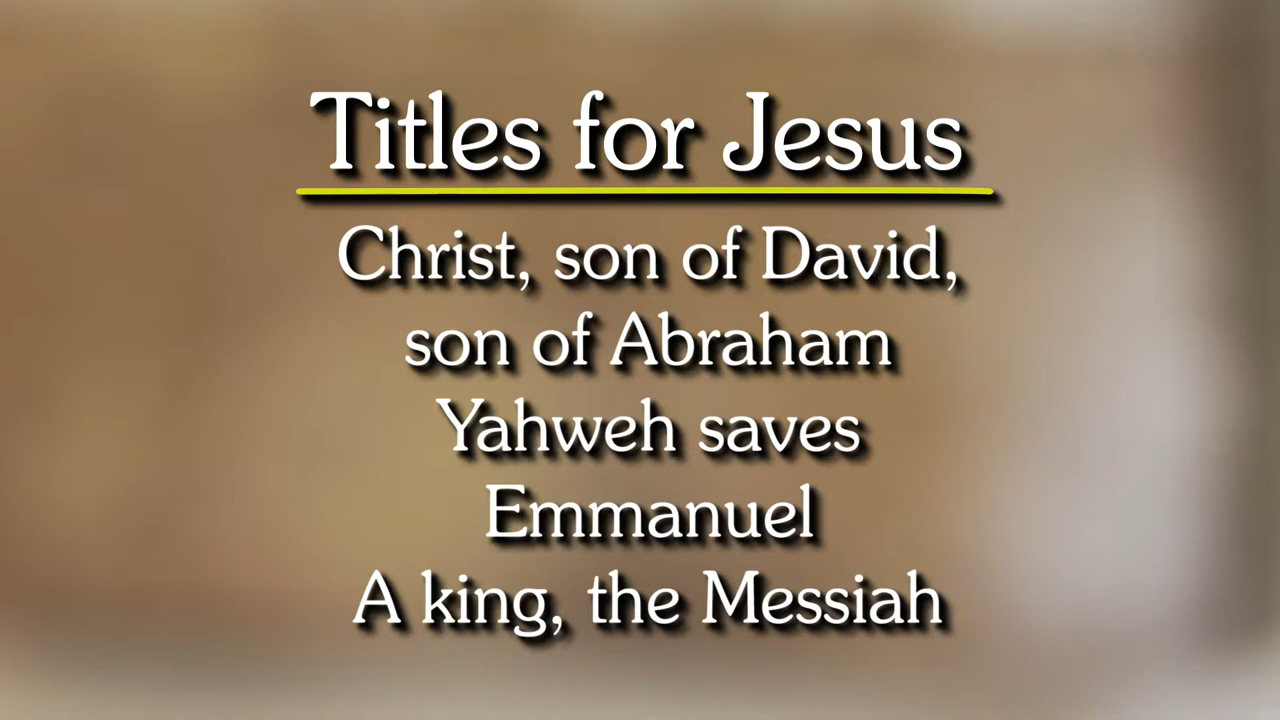 Titles for Jesus
Christ, son of David,
son of Abraham
Yahweh saves
Emmanuel
A king, the Messiah